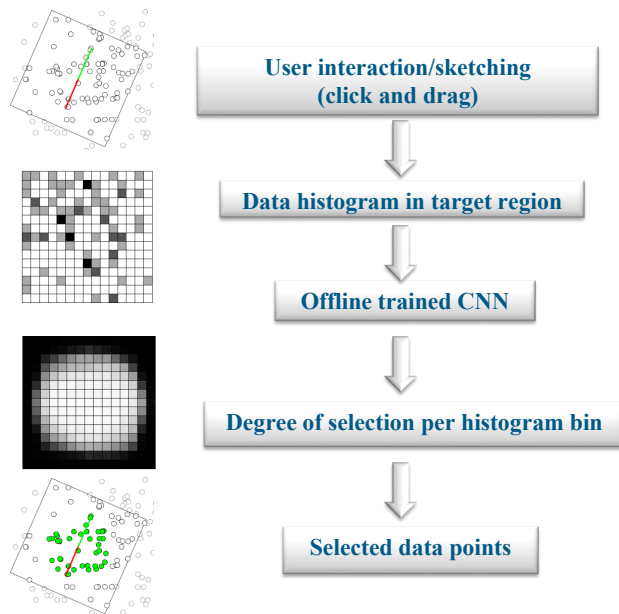 User interaction/sketching
(click and drag)
Data histogram in target region
Offline trained CNN
Degree of selection per histogram bin
Selected data points